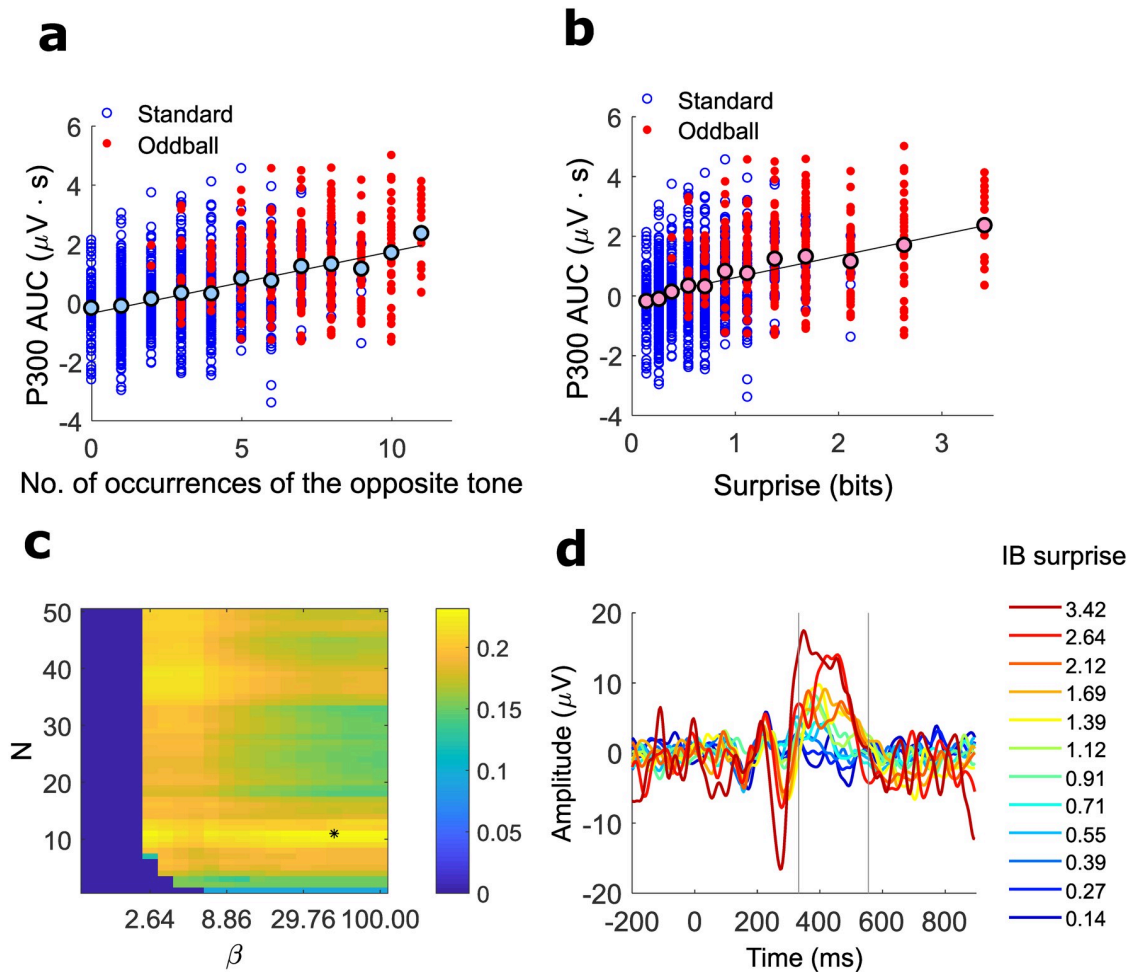 a
Standard
Oddball
6
4
2
0
-2
-4
P300 AUC (μV · s)
0 5 10
No. of occurrences of the opposite tone
b
Standard
Oddball
6
4
2
0
-2
-4
P300 AUC (μV · s)
0 1 2 3
Surprise (bits)
c
50
40
30
20
10
N
2.64 8.86 29.76 100.00
β
0.2
0.15
0.1
0.05
0
d
20
10
0
-10
-20
Amplitude (μV)
-200 0 200 400 600 800
Time (ms)
IB surprise
3.42
2.64
2.12
1.69
1.39
1.12
0.91
0.71
0.55
0.39
0.27
0.14